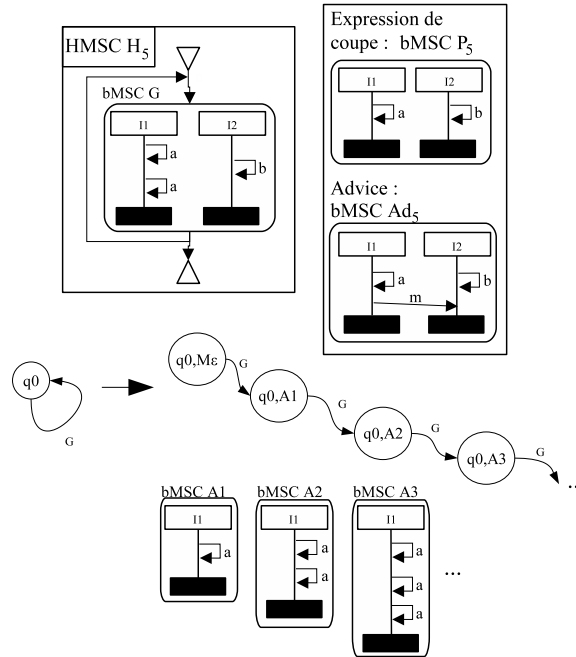 HMSC H5
bMSC G
I1
I2
a
a
b
Expression de
coupe : bMSC P5
I1
I2
a
b
Advice :
bMSC Ad5
I1
I2
a
b
m
q0
G
q0,Mε
G
q0,A1
G
q0,A2
G
q0,A3
G
...
bMSC A1
I1
a
bMSC A2
I1
a
a
bMSC A3
I1
a
a
a
...